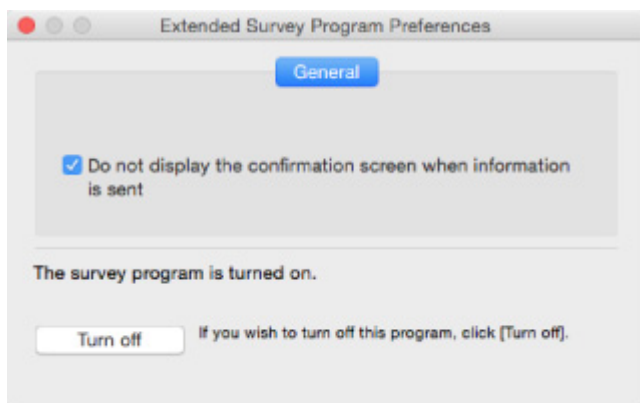 Extended Survey Program Preferences
General
Do not display the confirmation screen when information
is sent
The survey program is turned on.
Turn off
If you wish to turn off this program, click [Turn off].